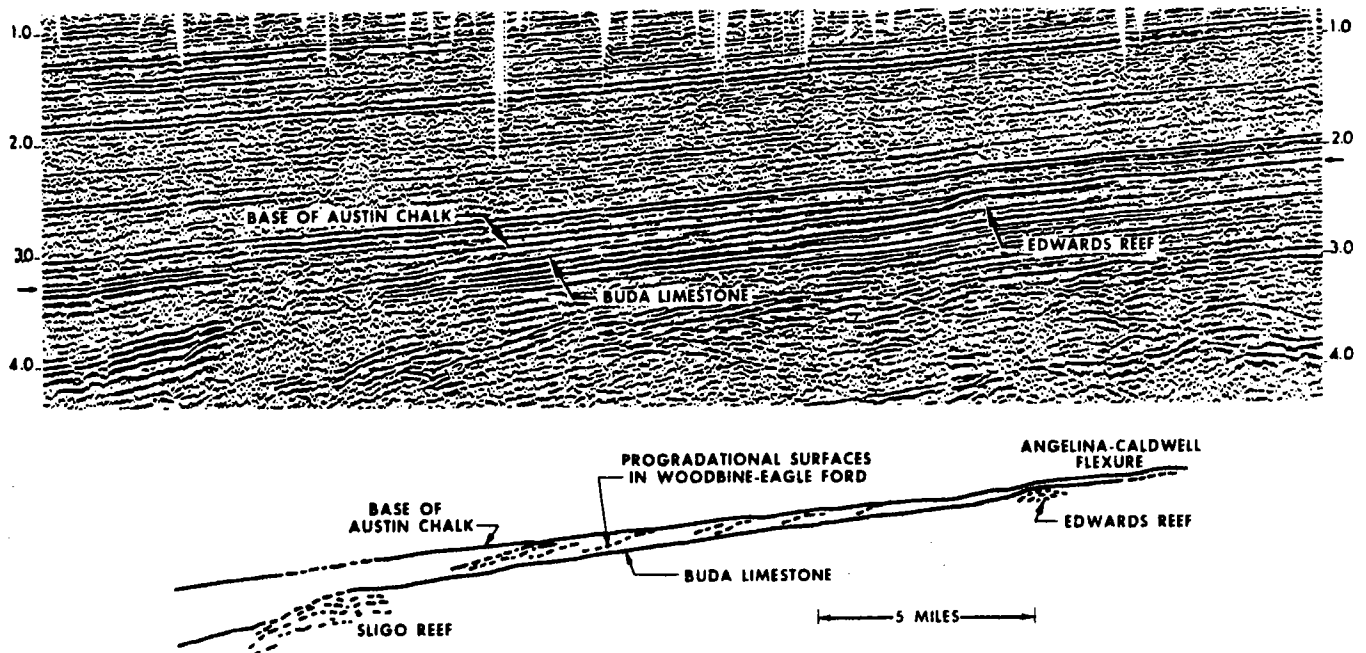 1.0
1.0
2.0
2.0
BASE OF AUSTIN CHALK
EDWARDS REEF
3.0
3.0
BUDA LIMESTONE
4.0
4.0
ANGELINA-CALDWELL
FLEXURE
PROGRADATIONAL SURFACES
IN WOODBINE-EAGLE FORD
BASE OF
AUSTIN CHALK
EDWARDS REEF
BUDA LIMESTONE
5 MILES
SLIGO REEF